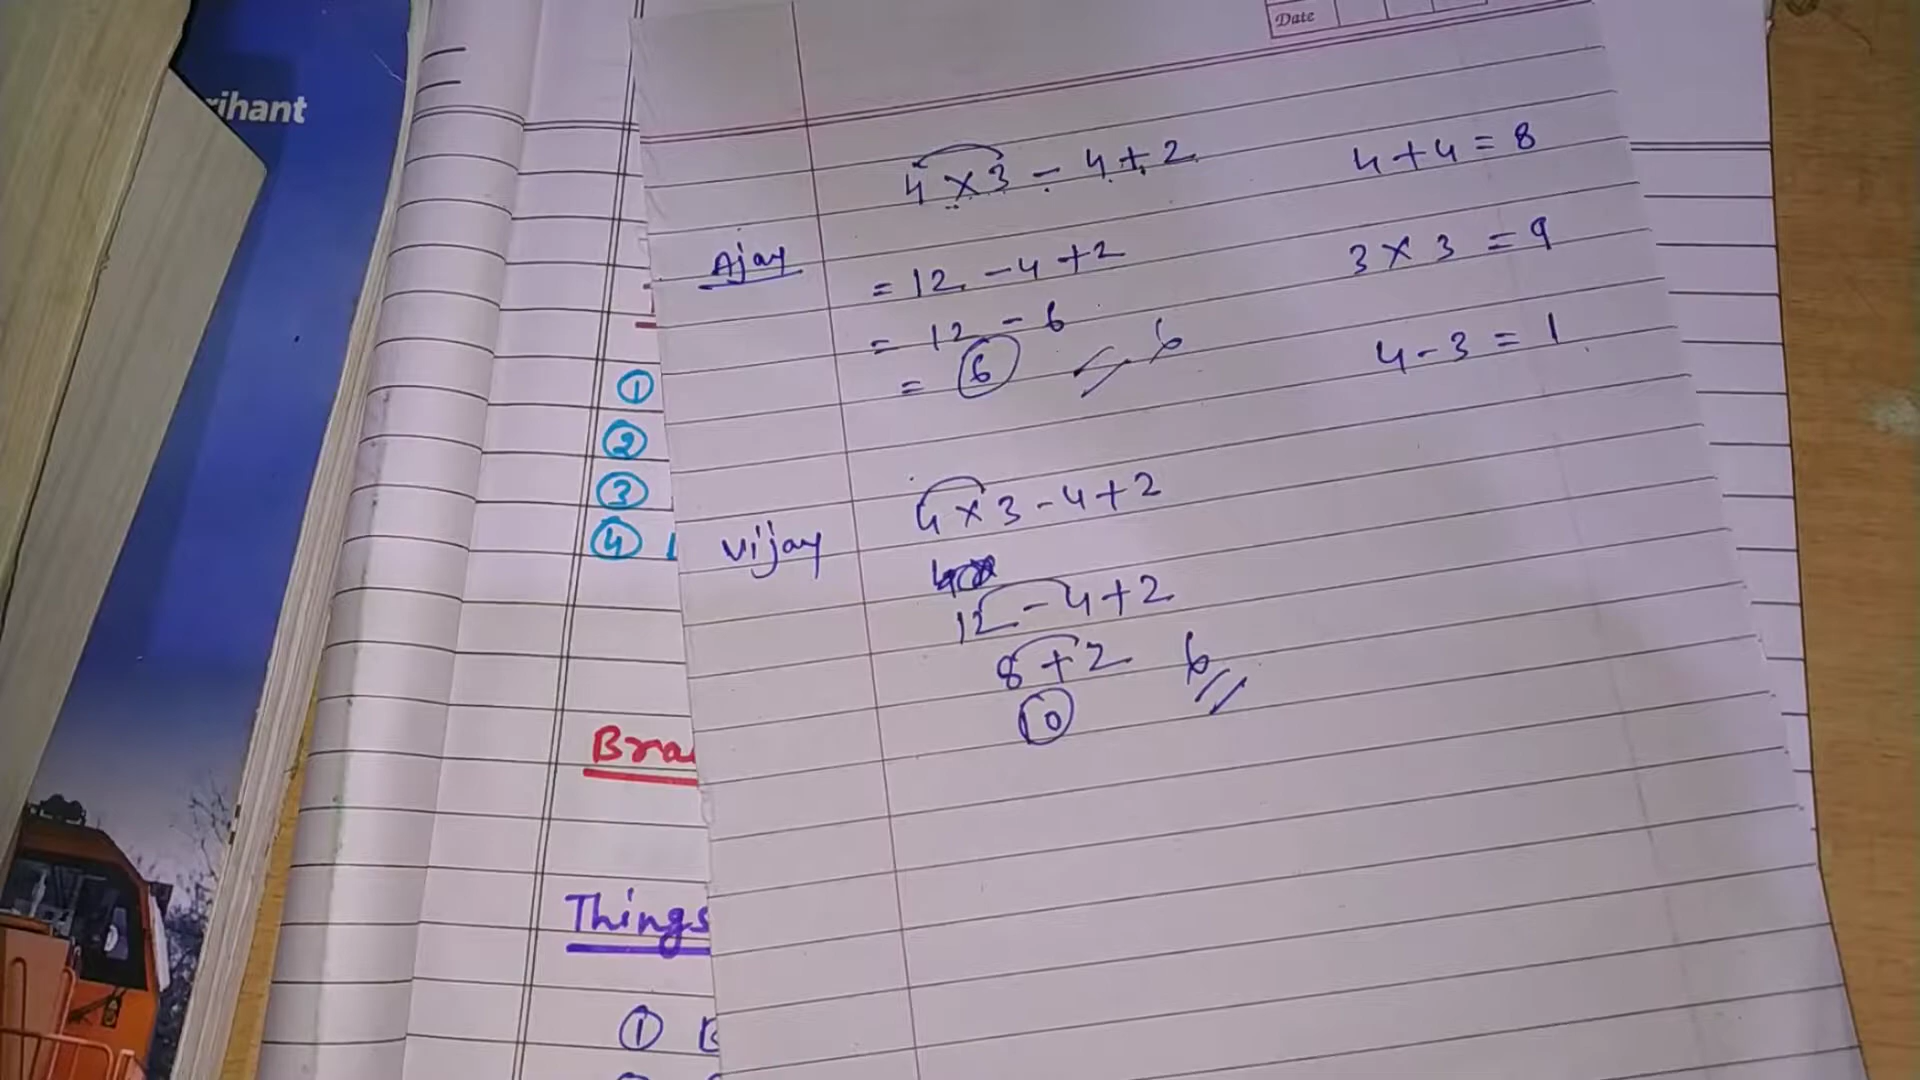 rihant
Date
4 × 3 - 4 + 2
4 + 4 = 8
Ajay
= 12 - 4 + 2
3 × 3 = 9
= 12 - 6
= 6
6
4 - 3 = 1
1
2
3
4
Vijay
4 × 3 - 4 + 2
12 - 4 + 2
8 + 2
6
10
Bra
Things
1